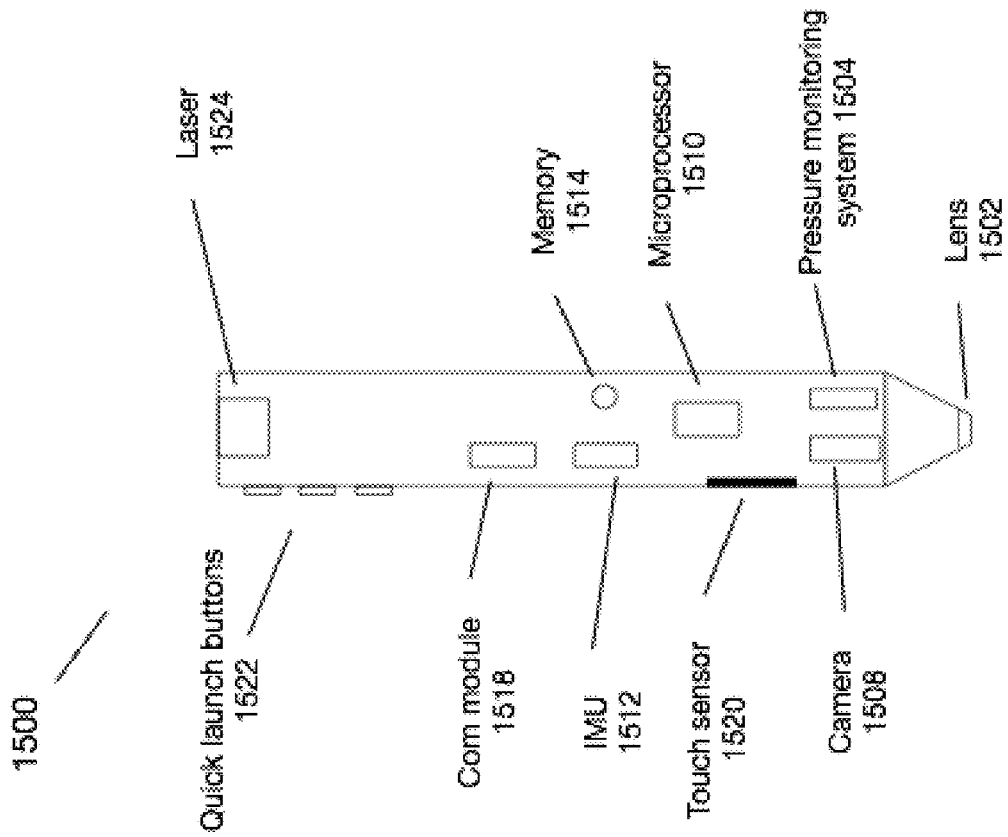 1500
Quick launch buttons
1522
Com module
1518
IMU
1512
Touch sensor
1520
Camera
1508
Laser
1524
Memory
1514
Microprocessor
1510
Pressure monitoring
system 1504
Lens
1502